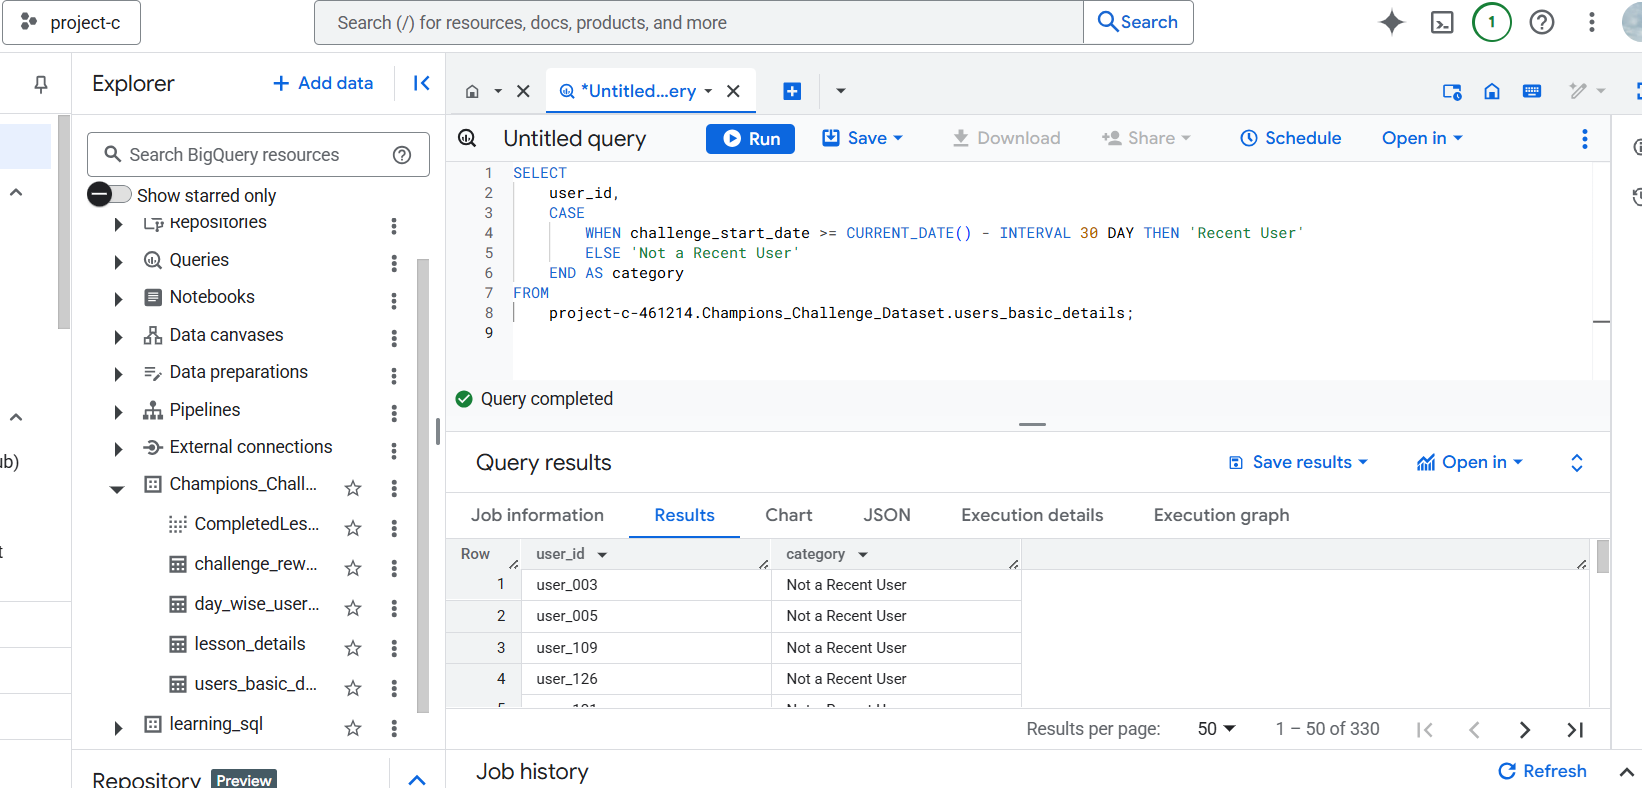 project-c
Search (/) for resources, docs, products, and more
Search
1
Explorer
Add data
*Untitled...ery
Search BigQuery resources
Show starred only
Repositories
Queries
Notebooks
Data canvases
Data preparations
Pipelines
External connections
Champions_Chall...
CompletedLes...
challenge_rew...
day_wise_user...
lesson_details
users_basic_d...
learning_sql
Repository Preview
ub)
t
Untitled query
Run
Save
Download
Share
Schedule
Open in
1 SELECT
2 user_id,
3 CASE
4 WHEN challenge_start_date >= CURRENT_DATE() - INTERVAL 30 DAY THEN 'Recent User'
5 ELSE 'Not a Recent User'
6 END AS category
7 FROM
8 project-c-461214.Champions_Challenge_Dataset.users_basic_details;
9
Query completed
Query results
Save results
Open in
Job information
Results
Chart
JSON
Execution details
Execution graph
Row user_id category
1 user_003 Not a Recent User
2 user_005 Not a Recent User
3 user_109 Not a Recent User
4 user_126 Not a Recent User
Results per page: 50 1 – 50 of 330
Job history
Refresh